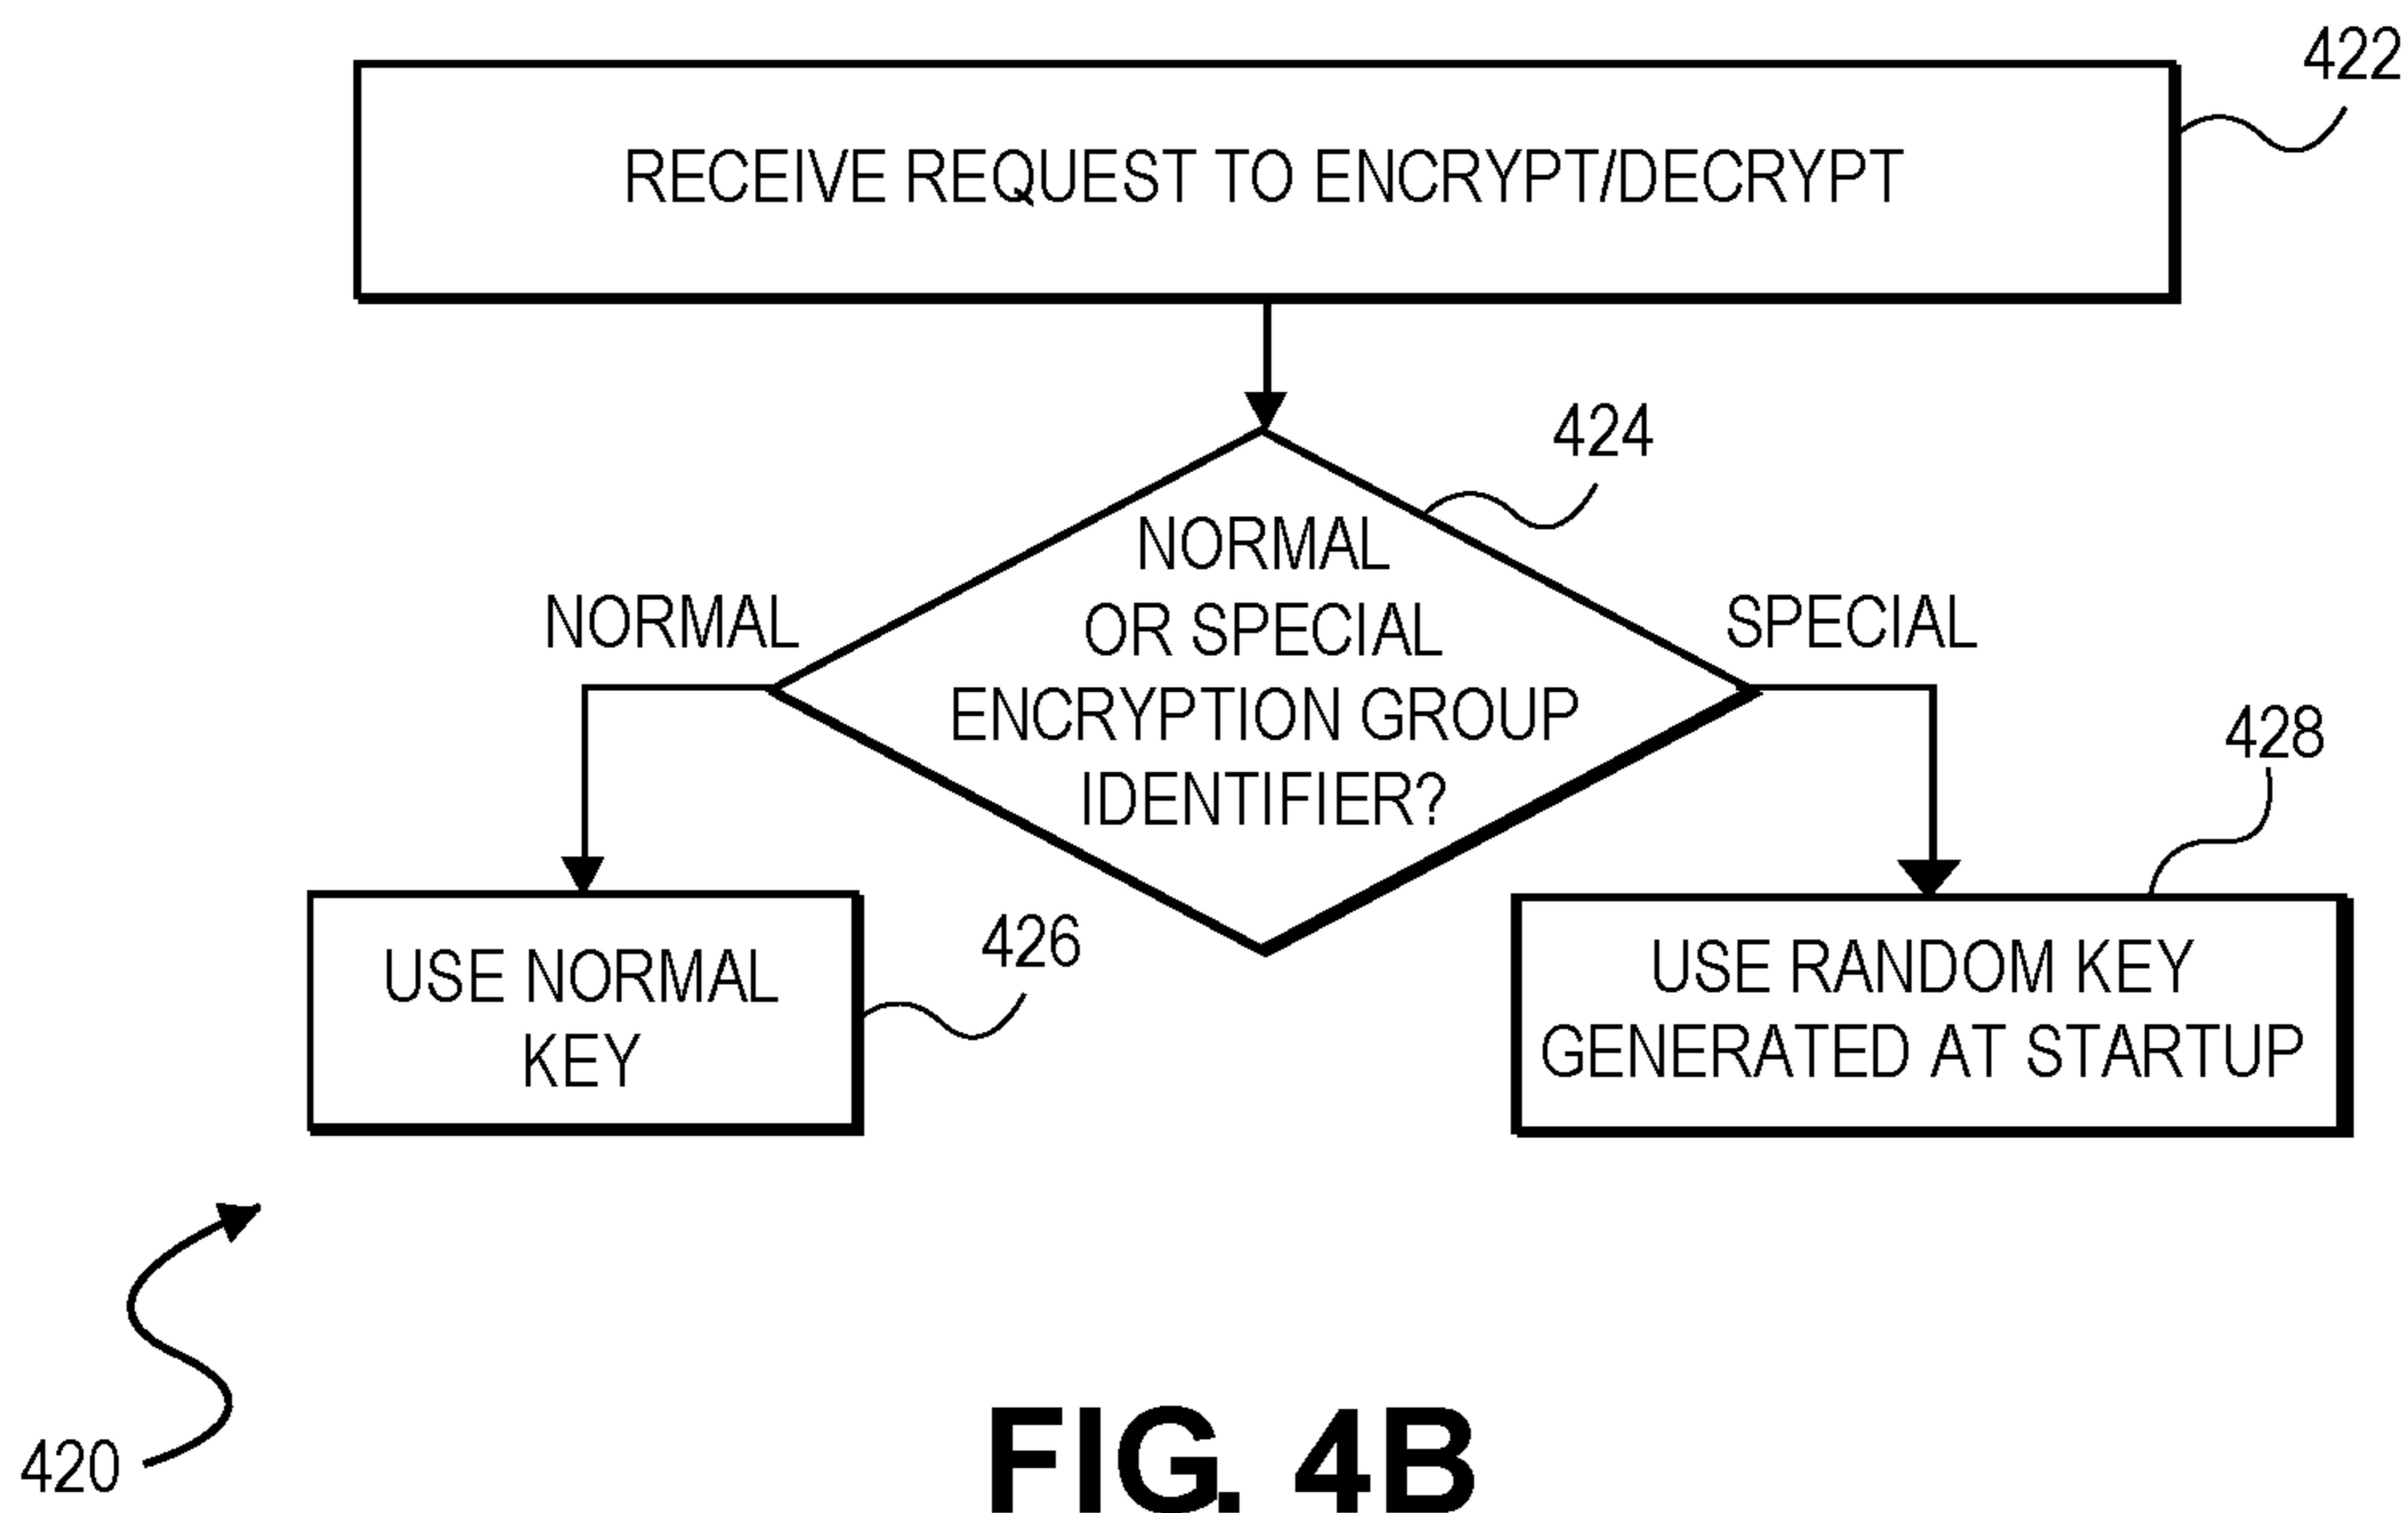 422
RECEIVE REQUEST TO ENCRYPT/DECRYPT
424
NORMAL
OR SPECIAL
ENCRYPTION GROUP
IDENTIFIER?
NORMAL
SPECIAL
428
426
USE NORMAL
KEY
USE RANDOM KEY
GENERATED AT STARTUP
420
FIG. 4B